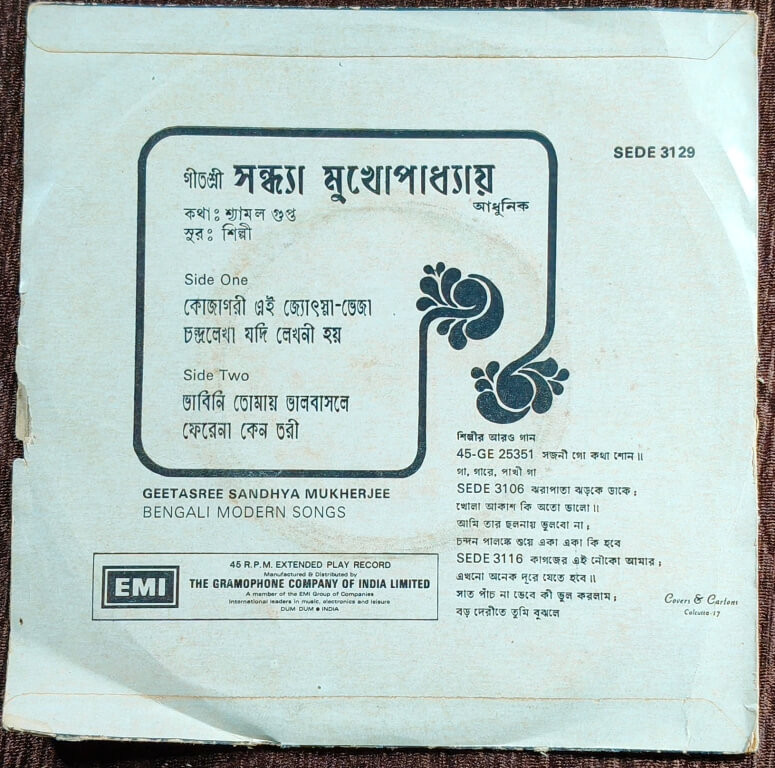 SEDE 3129
গীতশ্রী সন্ধ্যা মুখোপাধ্যায়
আধুনিক
কথাঃ শ্যামল গুপ্ত
সুরঃ শিল্পী
Side One
কোজাগরী এই জ্যোৎস্না-ভেজা
চন্দ্রলেখা যদি লেখনী হয়
Side Two
ভাবিনি তোমায় ভালবাসলে
ফেরেনা কেন তরী
GEETASREE SANDHYA MUKHERJEE
BENGALI MODERN SONGS
EMI
45 R.P.M. EXTENDED PLAY RECORD
Manufactured & Distributed by
THE GRAMOPHONE COMPANY OF INDIA LIMITED
A member of the EMI Group of Companies
International leaders in music, electronics and leisure
DUM DUM ● INDIA
শিল্পীর আরও গান
45-GE 25351 সজনী গো কথা শোন॥
গা, গারে, পাখী গা
SEDE 3106 ঝরাপাতা ঝড়কে ডাকে;
খোলা আকাশ কি অতো ভালো॥
আমি তার ছলনায় ভুলবো না;
চন্দন পালঙ্কে শুয়ে একা একা কি হবে
SEDE 3116 কাগজের এই নৌকো আমার;
এখনো অনেক দূরে যেতে হবে॥
সাত পাঁচ না ভেবে কী ভুল করলাম;
বড় দেরীতে তুমি বুঝলে
Covers & Cartons
Calcutta-17